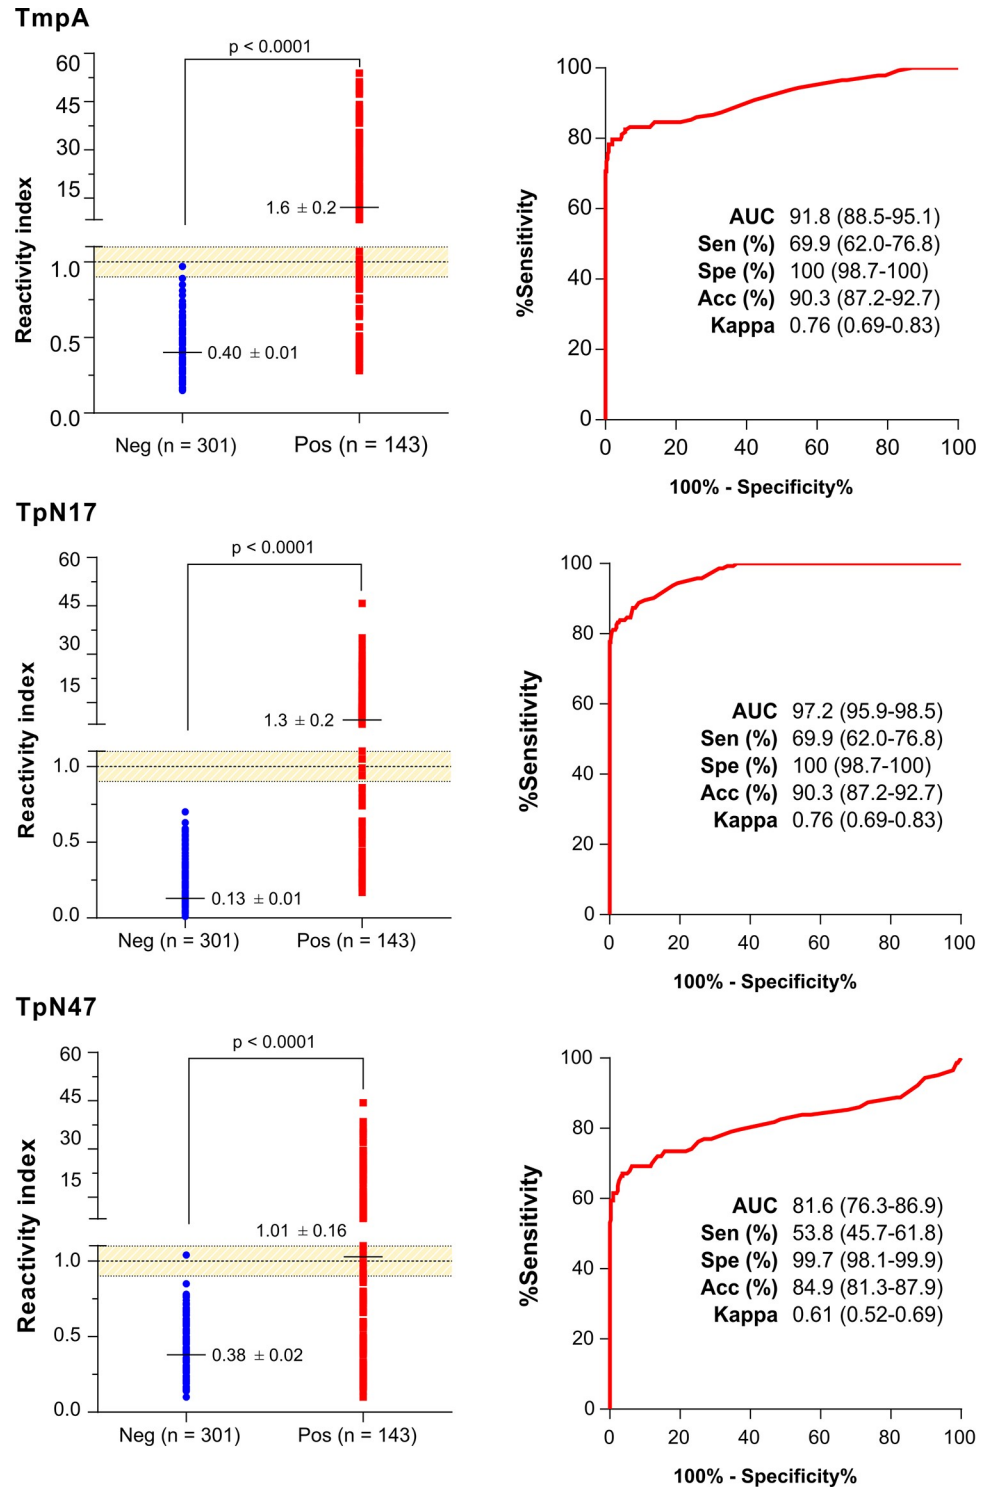 TmpA
p < 0.0001
60
45
30
15
1.0
0.5
0.0
Reactivity index
1.6 ± 0.2
0.40 ± 0.01
Neg (n = 301)
Pos (n = 143)
100
80
60
40
20
0
%Sensitivity
AUC 91.8 (88.5-95.1)
Sen (%) 69.9 (62.0-76.8)
Spe (%) 100 (98.7-100)
Acc (%) 90.3 (87.2-92.7)
Kappa 0.76 (0.69-0.83)
0 20 40 60 80 100
100% - Specificity%
TpN17
p < 0.0001
60
45
30
15
1.0
0.5
0.0
Reactivity index
1.3 ± 0.2
0.13 ± 0.01
Neg (n = 301)
Pos (n = 143)
100
80
60
40
20
0
%Sensitivity
AUC 97.2 (95.9-98.5)
Sen (%) 69.9 (62.0-76.8)
Spe (%) 100 (98.7-100)
Acc (%) 90.3 (87.2-92.7)
Kappa 0.76 (0.69-0.83)
0 20 40 60 80 100
100% - Specificity%
TpN47
p < 0.0001
60
45
30
15
1.0
0.5
0.0
Reactivity index
1.01 ± 0.16
0.38 ± 0.02
Neg (n = 301)
Pos (n = 143)
100
80
60
40
20
0
%Sensitivity
AUC 81.6 (76.3-86.9)
Sen (%) 53.8 (45.7-61.8)
Spe (%) 99.7 (98.1-99.9)
Acc (%) 84.9 (81.3-87.9)
Kappa 0.61 (0.52-0.69)
0 20 40 60 80 100
100% - Specificity%